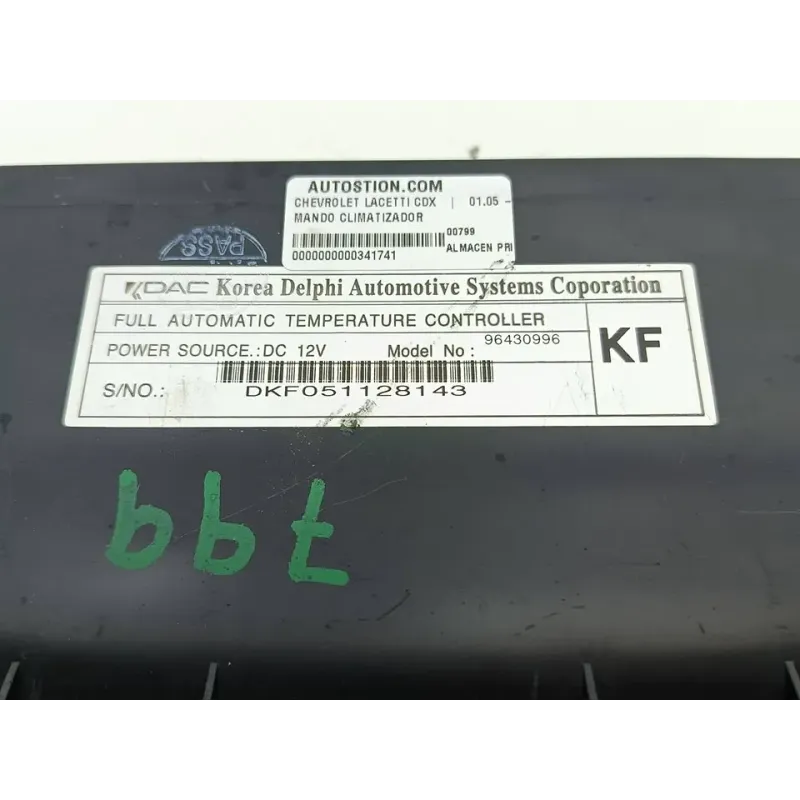 AUTOSTION.COM
CHEVROLET LACETTI CDX | 01.05 -
MANDO CLIMATIZADOR
00799
0000000000341741 ALMACEN PRI
PASS
KDAC Korea Delphi Automotive Systems Coporation
FULL AUTOMATIC TEMPERATURE CONTROLLER
POWER SOURCE.:DC 12V Model No : 96430996
KF
S/NO.: DKF051128143
799